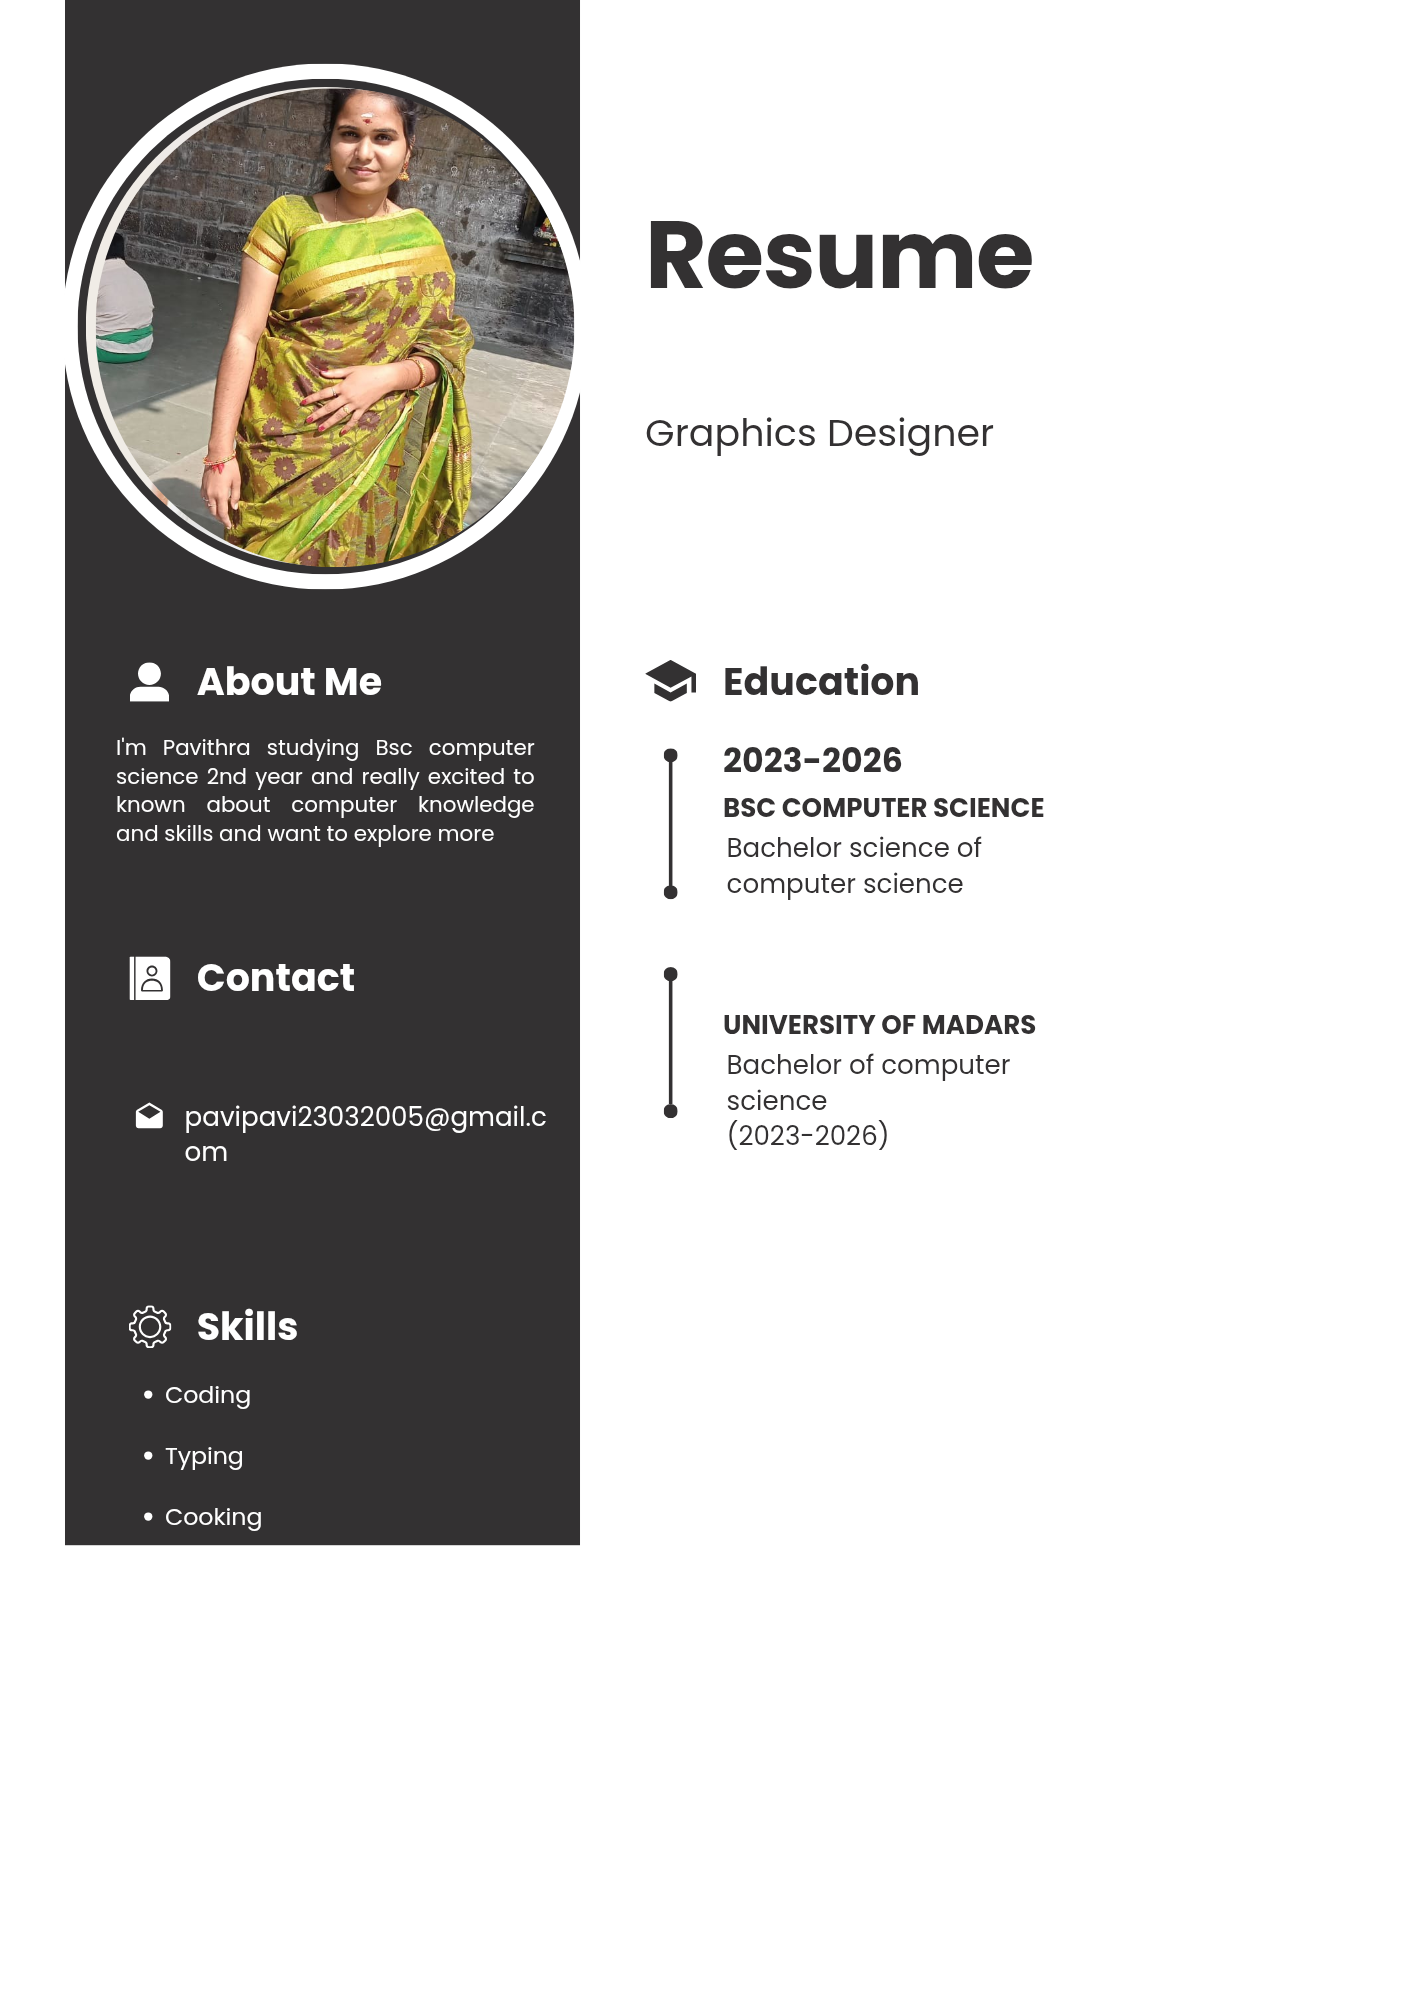 Resume
Graphics Designer
About Me
I'm Pavithra studying Bsc computer
science 2nd year and really excited to
known about computer knowledge
and skills and want to explore more
Contact
pavipavi23032005@gmail.c
om
Skills
• Coding
• Typing
• Cooking
Education
2023-2026
BSC COMPUTER SCIENCE
Bachelor science of
computer science
UNIVERSITY OF MADARS
Bachelor of computer
science
(2023-2026)